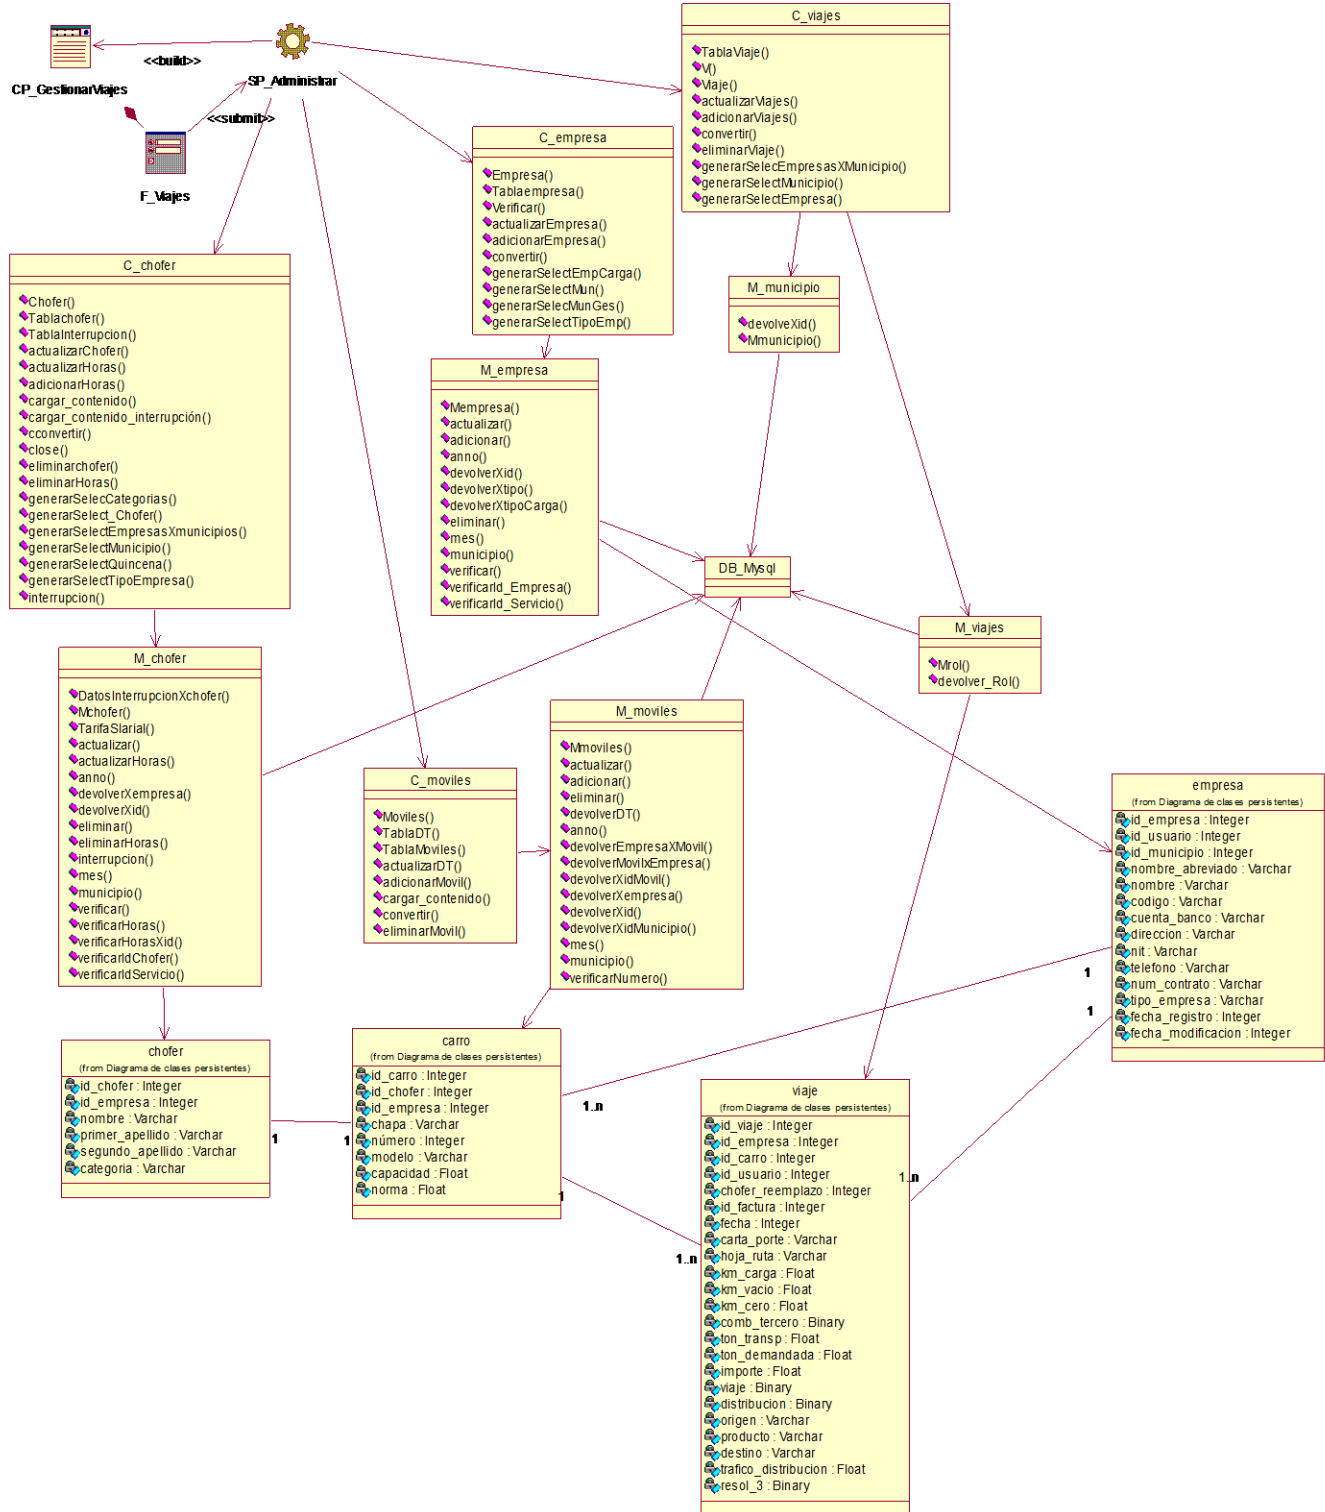 <<build>>
CP_GestionarViajes
SP_Administrar
<<submit>>
F_Viajes
C_viajes
TablaViaje()
V()
Viaje()
actualizarViajes()
adicionarViajes()
convertir()
eliminarViaje()
generarSelecEmpresasXMunicipio()
generarSelectMunicipio()
generarSelectEmpresa()
C_empresa
Empresa()
Tablaempresa()
Verificar()
actualizarEmpresa()
adicionarEmpresa()
convertir()
generarSelectEmpCarga()
generarSelectMun()
generarSelecMunGes()
generarSelectTipoEmp()
C_chofer
Chofer()
Tablachofer()
TablaInterrupcion()
actualizarChofer()
actualizarHoras()
adicionarHoras()
cargar_contenido()
cargar_contenido_interrupción()
cconvertir()
close()
eliminarchofer()
eliminarHoras()
generarSelecCategorias()
generarSelect_Chofer()
generarSelectEmpresasXmunicipios()
generarSelectMunicipio()
generarSelectQuincena()
generarSelectTipoEmpresa()
interrupcion()
M_municipio
devolveXid()
Mmunicipio()
M_empresa
Mempresa()
actualizar()
adicionar()
anno()
devolverXid()
devolverXtipo()
devolverXtipoCarga()
eliminar()
mes()
municipio()
verificar()
verificarId_Empresa()
verificarId_Servicio()
DB_Mysql
M_viajes
Mrol()
devolver_Rol()
M_chofer
DatosInterrupcionXchofer()
Mchofer()
TarifaSlarial()
actualizar()
actualizarHoras()
anno()
devolverXempresa()
devolverXid()
eliminar()
eliminarHoras()
interrupcion()
mes()
municipio()
verificar()
verificarHoras()
verificarHorasXid()
verificarIdChofer()
verificarIdServicio()
C_moviles
Moviles()
TablaDT()
TablaMoviles()
actualizarDT()
adicionarMovil()
cargar_contenido()
convertir()
eliminarMovil()
M_moviles
Mmoviles()
actualizar()
adicionar()
eliminar()
devolverDT()
anno()
devolverEmpresaXMovil()
devolverMovilxEmpresa()
devolverXidMovil()
devolverXempresa()
devolverXid()
devolverXidMunicipio()
mes()
municipio()
verificarNumero()
empresa
(from Diagrama de clases persistentes)
id_empresa : Integer
id_usuario : Integer
id_municipio : Integer
nombre_abreviado : Varchar
nombre : Varchar
codigo : Varchar
cuenta_banco : Varchar
direccion : Varchar
nit : Varchar
telefono : Varchar
num_contrato : Varchar
tipo_empresa : Varchar
fecha_registro : Integer
fecha_modificacion : Integer
1
1
chofer
(from Diagrama de clases persistentes)
id_chofer : Integer
id_empresa : Integer
nombre : Varchar
primer_apellido : Varchar
segundo_apellido : Varchar
categoria : Varchar
1
1
carro
(from Diagrama de clases persistentes)
id_carro : Integer
id_chofer : Integer
id_empresa : Integer
chapa : Varchar
número : Integer
modelo : Varchar
capacidad : Float
norma : Float
1..n
1
1..n
viaje
(from Diagrama de clases persistentes)
id_viaje : Integer
id_empresa : Integer
id_carro : Integer
id_usuario : Integer
chofer_reemplazo : Integer
id_factura : Integer
fecha : Integer
carta_porte : Varchar
hoja_ruta : Varchar
km_carga : Float
km_vacio : Float
km_cero : Float
comb_tercero : Binary
ton_transp : Float
ton_demandada : Float
importe : Float
viaje : Binary
distribucion : Binary
origen : Varchar
producto : Varchar
destino : Varchar
trafico_distribucion : Float
resol_3 : Binary
1..n